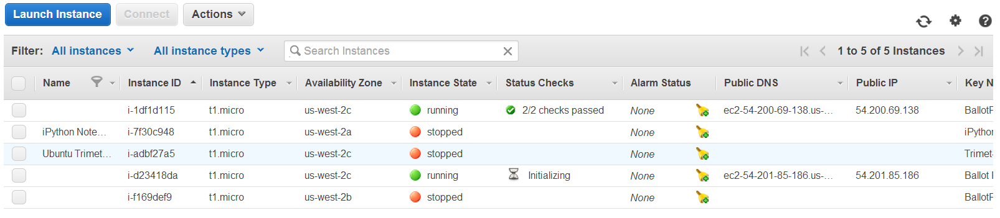 Launch Instance Connect Actions
Filter: All instances All instance types Search Instances 1 to 5 of 5 Instances
Name Instance ID Instance Type Availability Zone Instance State Status Checks Alarm Status Public DNS Public IP Key N
i-1df1d115 t1.micro us-west-2c running 2/2 checks passed None ec2-54-200-69-138.us-... 54.200.69.138 BallotF
iPython Note... i-7f30c948 t1.micro us-west-2a stopped None iPython
Ubuntu Trimet... i-adbf27a5 t1.micro us-west-2c stopped None Trimet-
i-d23418da t1.micro us-west-2c running Initializing None ec2-54-201-85-186.us-... 54.201.85.186 Ballot
i-f169def9 t1.micro us-west-2b stopped None BallotF